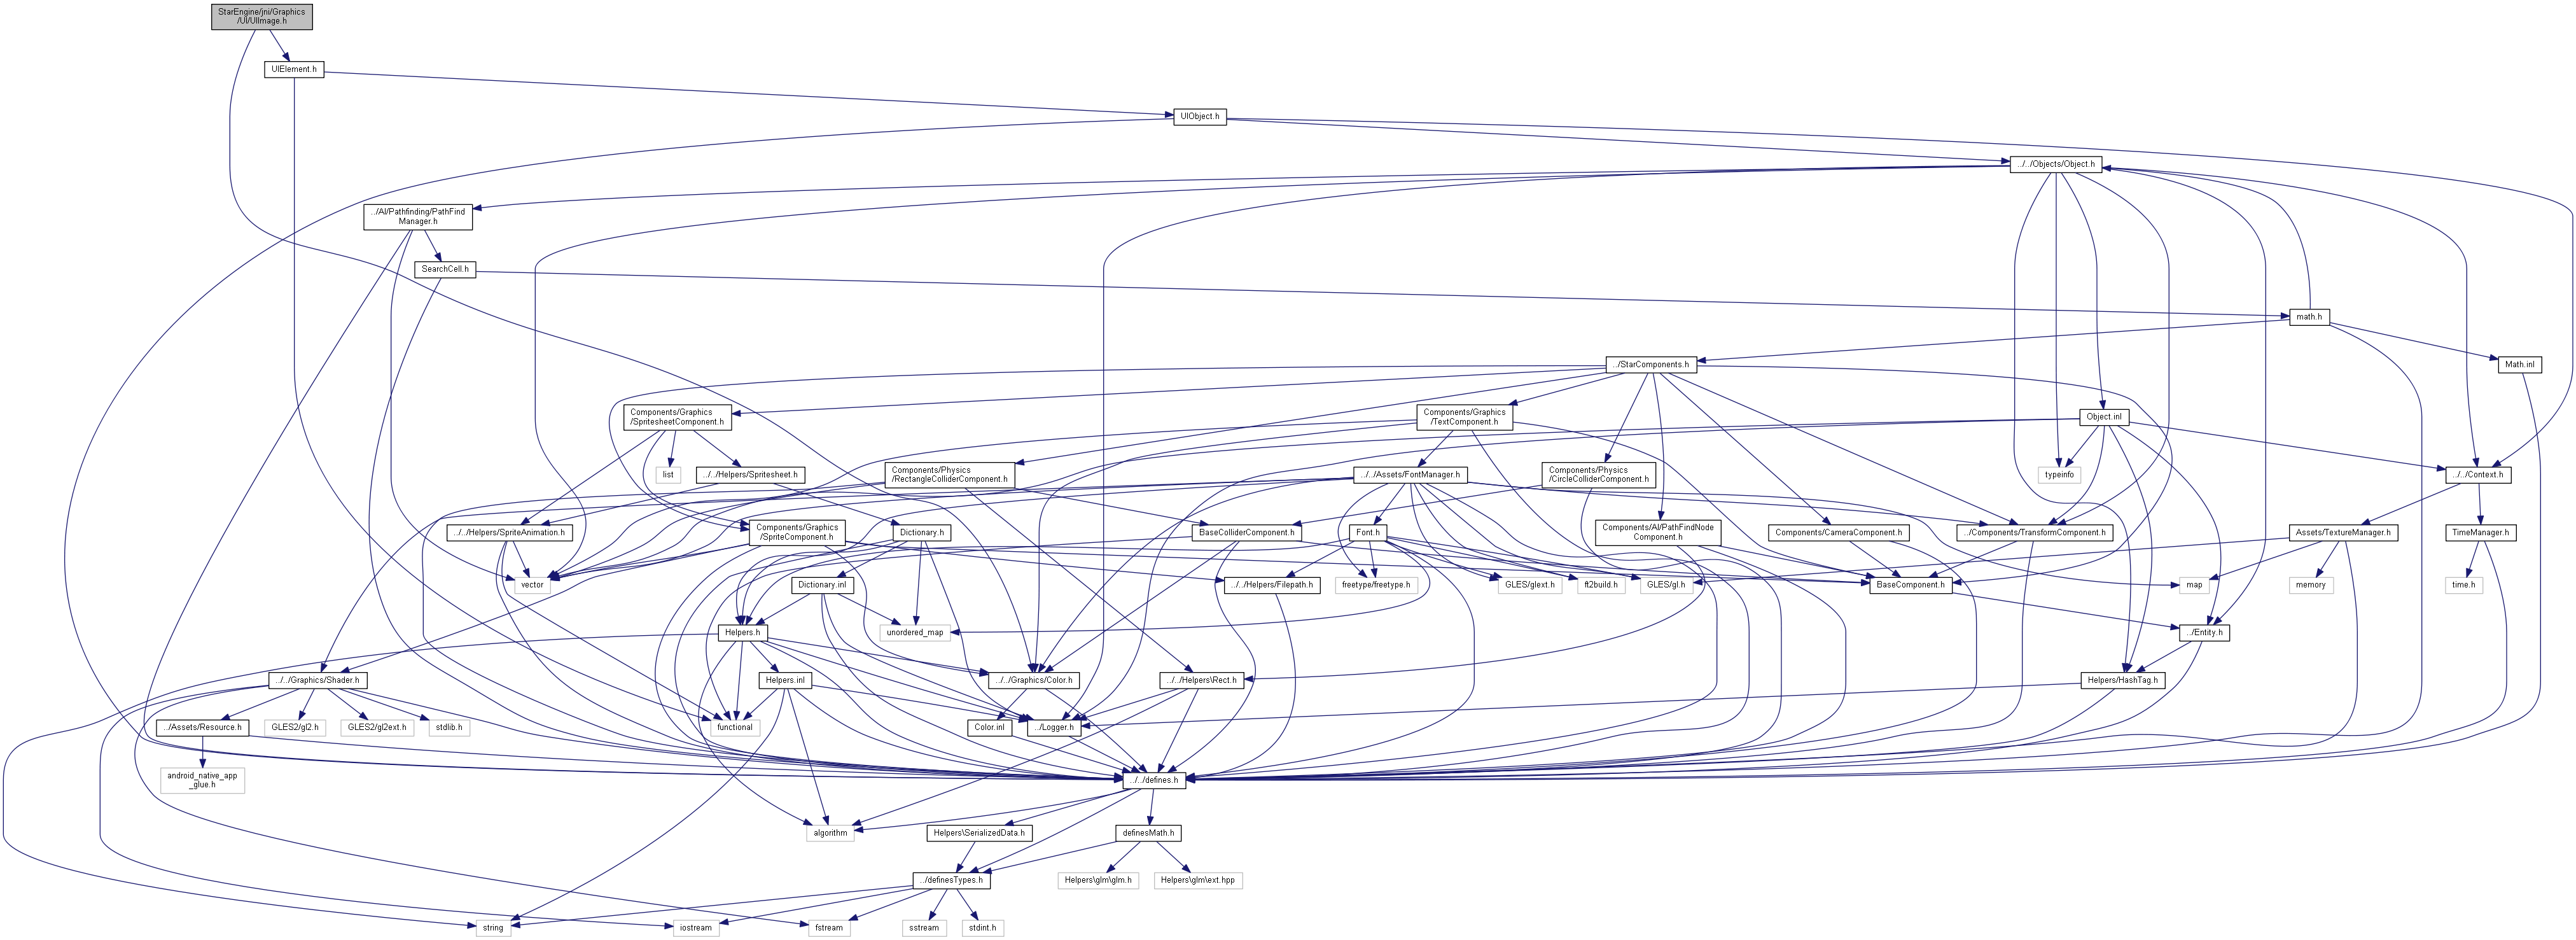 StarEngine/jni/Graphics
/UI/UIImage.h
UIElement.h
UIObject.h
../../Objects/Object.h
../AI/Pathfinding/PathFind
Manager.h
SearchCell.h
math.h
../StarComponents.h
Math.inl
Components/Graphics
/SpritesheetComponent.h
Components/Graphics
/TextComponent.h
Object.inl
list
../../Helpers/Spritesheet.h
Components/Physics
/RectangleColliderComponent.h
../../Assets/FontManager.h
Components/Physics
/CircleColliderComponent.h
typeinfo
../../Context.h
../../Helpers/SpriteAnimation.h
Components/Graphics
/SpriteComponent.h
Dictionary.h
BaseColliderComponent.h
Font.h
Components/AI/PathFindNode
Component.h
Components/CameraComponent.h
../Components/TransformComponent.h
Assets/TextureManager.h
TimeManager.h
vector
Dictionary.inl
../../Helpers/Filepath.h
freetype/freetype.h
GLES/glext.h
ft2build.h
GLES/gl.h
BaseComponent.h
map
memory
time.h
Helpers.h
unordered_map
../Entity.h
../../Graphics/Shader.h
Helpers.inl
../../Graphics/Color.h
../../Helpers\Rect.h
Helpers/HashTag.h
../Assets/Resource.h
GLES2/gl2.h
GLES2/gl2ext.h
stdlib.h
functional
Color.inl
../Logger.h
android_native_app
_glue.h
../../defines.h
algorithm
Helpers\SerializedData.h
definesMath.h
../definesTypes.h
Helpers\glm\glm.h
Helpers\glm\ext.hpp
string
iostream
fstream
sstream
stdint.h